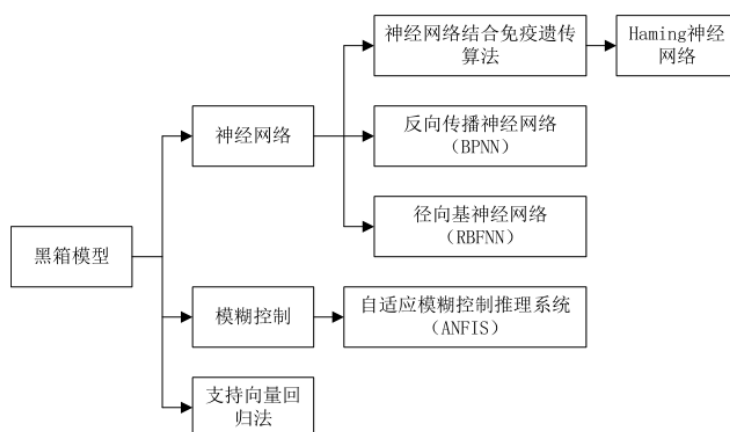 神经网络结合免疫遗传
算法
Haming神经
网络
神经网络
反向传播神经网络
（BPNN）
径向基神经网络
（RBFNN）
黑箱模型
模糊控制
自适应模糊控制推理系统
（ANFIS）
支持向量回
归法